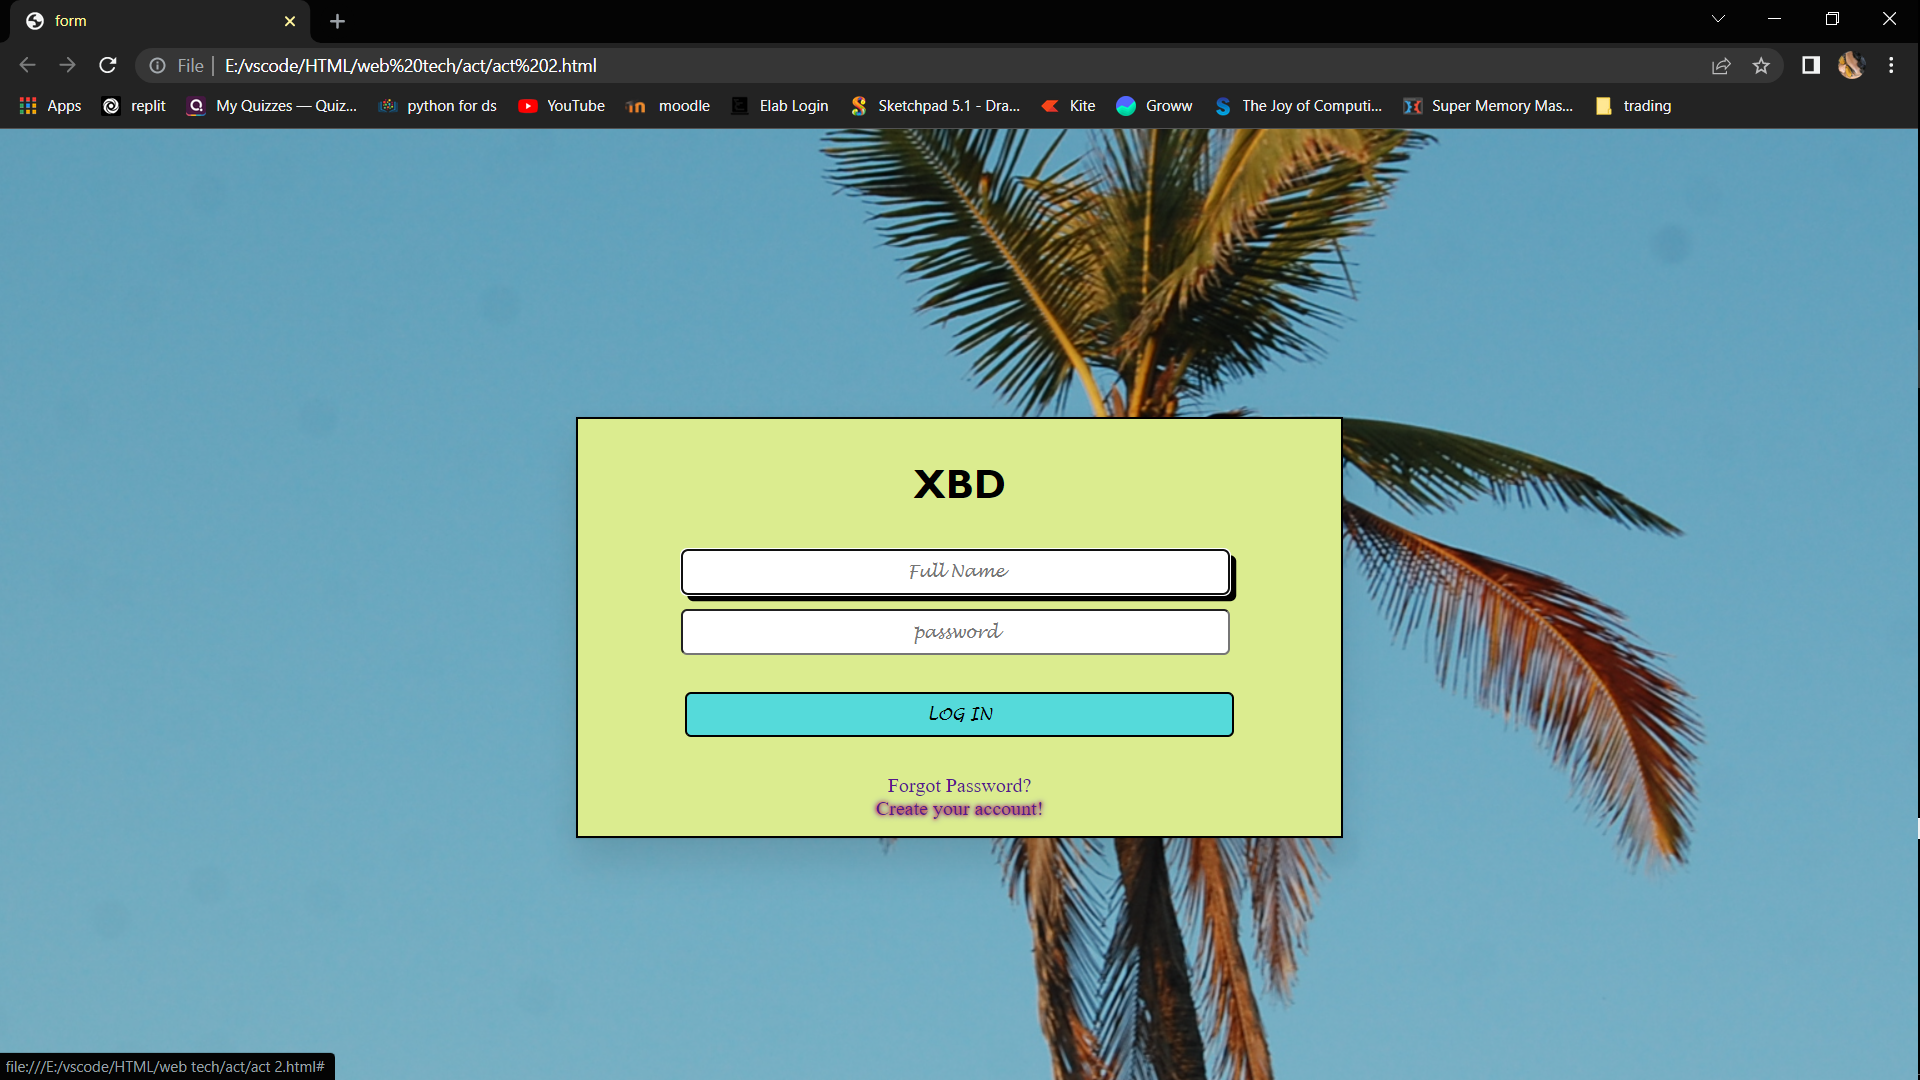 form
File | E:/vscode/HTML/web%20tech/act/act%202.html
Apps replit My Quizzes — Quiz... python for ds YouTube moodle Elab Login Sketchpad 5.1 - Dra... Kite Groww The Joy of Computi... Super Memory Mas... trading
XBD
Full Name
password
LOG IN
Forgot Password?
Create your account!
file:///E:/vscode/HTML/web tech/act/act 2.html#